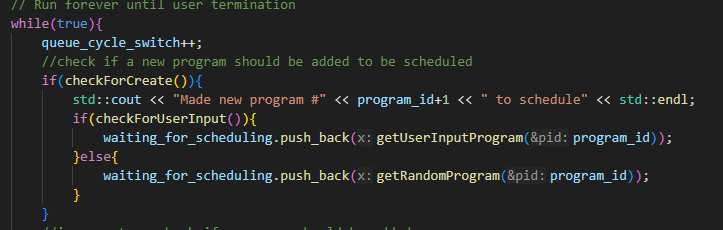 // Run forever until user termination
while(true){
queue_cycle_switch++;
//check if a new program should be added to be scheduled
if(checkForCreate()){
std::cout << "Made new program #" << program_id+1 << " to schedule" << std::endl;
if(checkForUserInput()){
waiting_for_scheduling.push_back(x: getUserInputProgram(&pid: program_id));
}else{
waiting_for_scheduling.push_back(x: getRandomProgram(&pid: program_id));
}
}